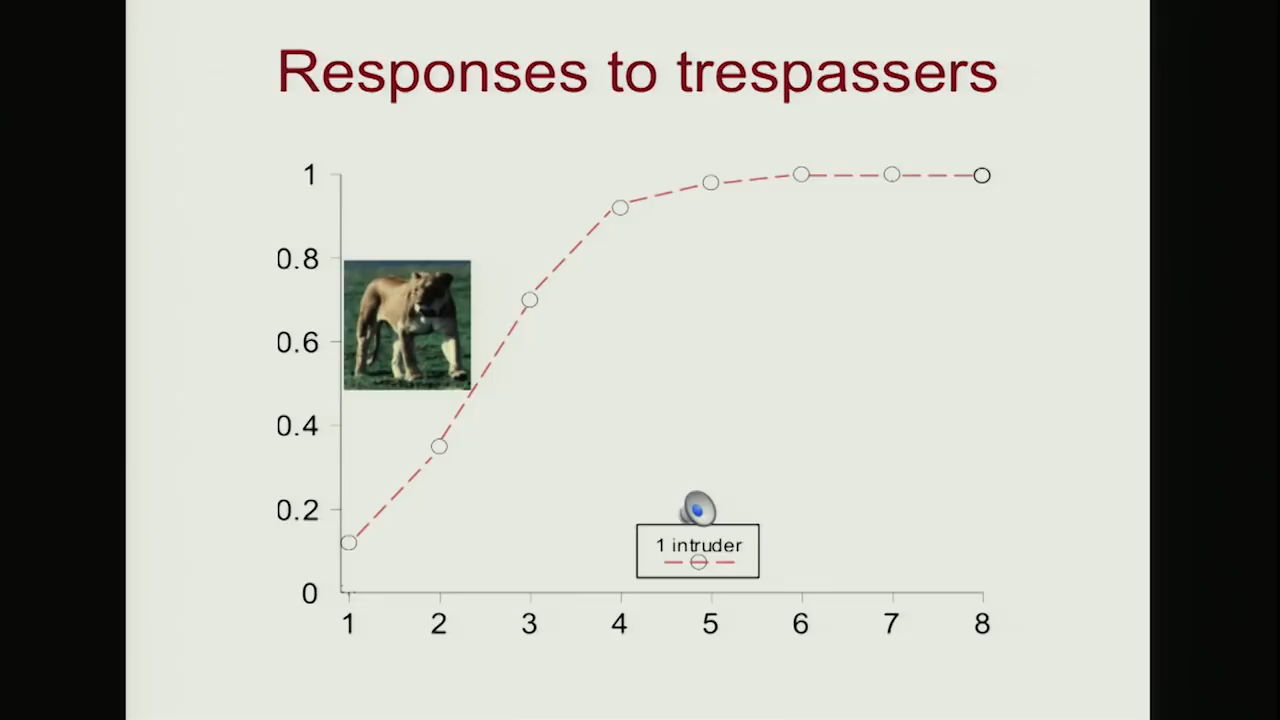 Responses to trespassers
1
0.8
0.6
0.4
0.2
0
1 intruder
1 2 3 4 5 6 7 8